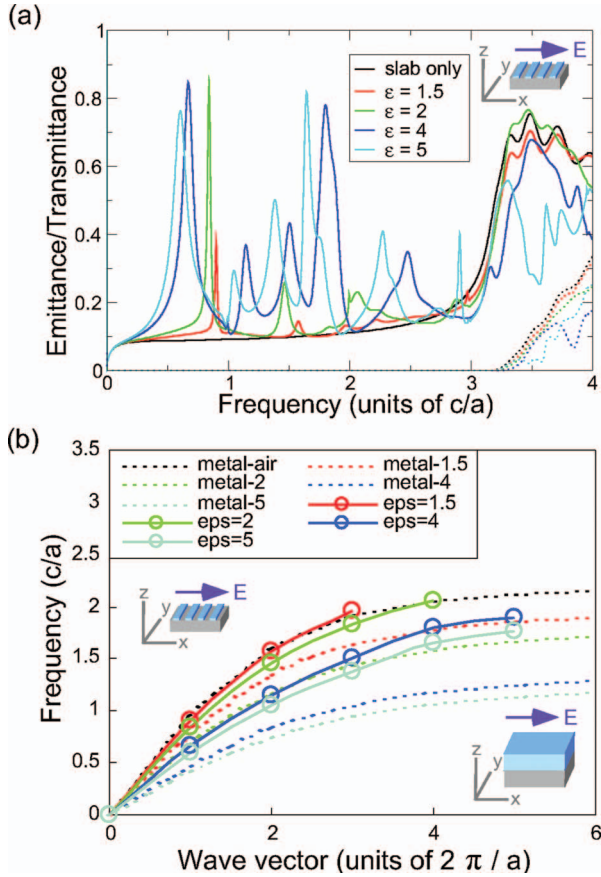 (a)
1
0.8
0.6
0.4
0.2
0
Emittance/Transmittance
slab only
ε = 1.5
ε = 2
ε = 4
ε = 5
z
y
x
E
0 1 2 3 4
Frequency (units of c/a)
(b)
3.5
3
2.5
2
1.5
1
0.5
0
Frequency (c/a)
metal-air metal-1.5
metal-2 metal-4
metal-5 eps=1.5
eps=2 eps=4
eps=5
z
y
x
E
E
z
y
x
0 2 4 6
Wave vector (units of 2 π / a)